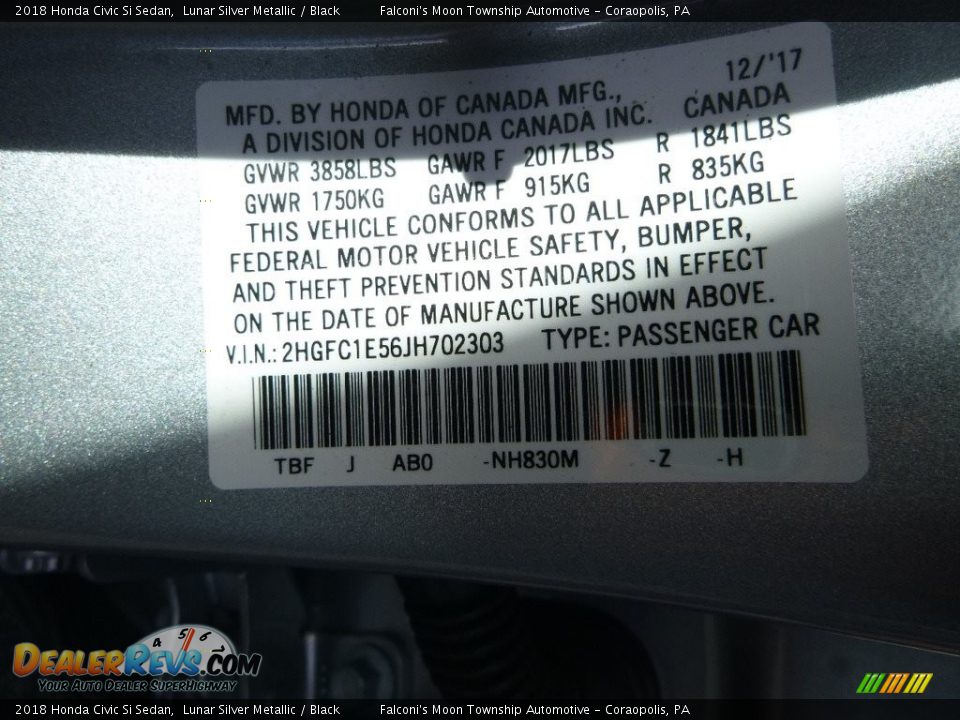 2018 Honda Civic Si Sedan, Lunar Silver Metallic / Black Falconi's Moon Township Automotive - Coraopolis, PA
12/'17
MFD. BY HONDA OF CANADA MFG.,
A DIVISION OF HONDA CANADA INC. CANADA
GVWR 3858LBS GAWR F 2017LBS R 1841LBS
GVWR 1750KG GAWR F 915KG R 835KG
THIS VEHICLE CONFORMS TO ALL APPLICABLE
FEDERAL MOTOR VEHICLE SAFETY, BUMPER,
AND THEFT PREVENTION STANDARDS IN EFFECT
ON THE DATE OF MANUFACTURE SHOWN ABOVE.
V.I.N.: 2HGFC1E56JH702303 TYPE: PASSENGER CAR
TBF J AB0 -NH830M -Z -H
4 5 6
DEALERREVS.COM
YOUR AUTO DEALER SUPERHIGHWAY
2018 Honda Civic Si Sedan, Lunar Silver Metallic / Black Falconi's Moon Township Automotive - Coraopolis, PA